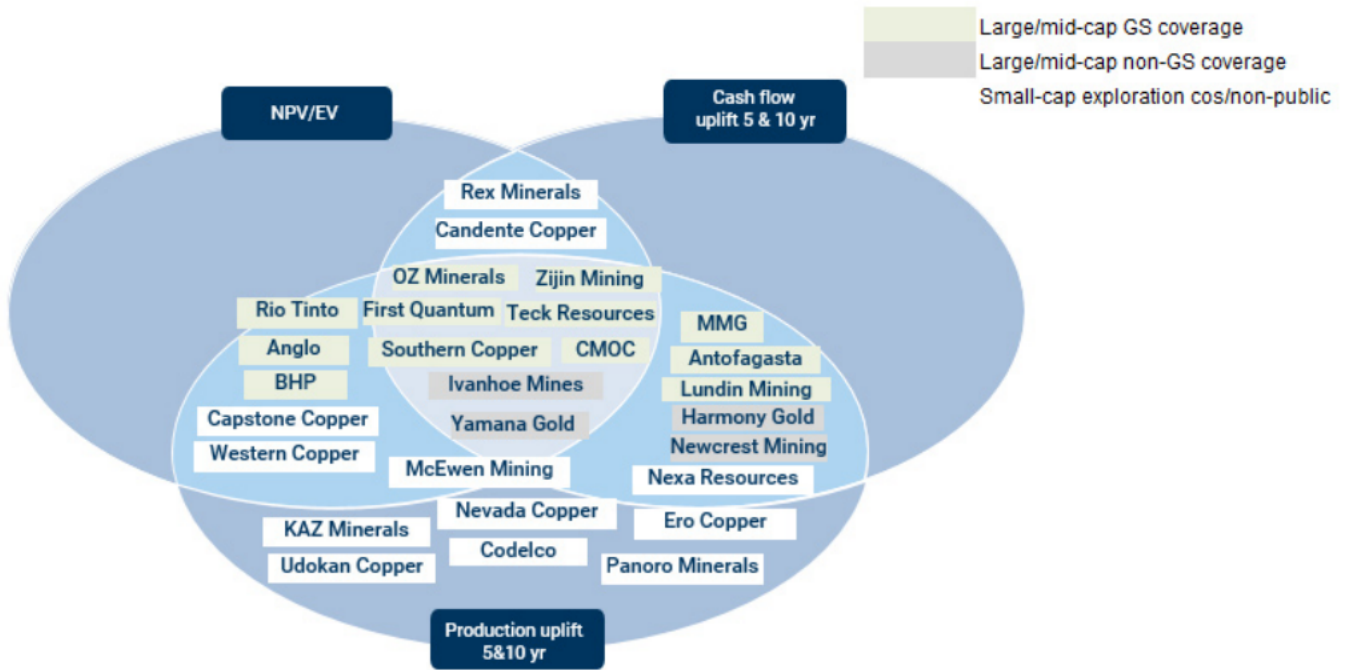 Large/mid-cap GS coverage
Large/mid-cap non-GS coverage
Small-cap exploration cos/non-public
NPV/EV
Cash flow
uplift 5 & 10 yr
Rex Minerals
Candente Copper
OZ Minerals
Zijin Mining
Rio Tinto
First Quantum
Teck Resources
MMG
Anglo
Southern Copper
CMOC
Antofagasta
BHP
Ivanhoe Mines
Lundin Mining
Capstone Copper
Yamana Gold
Harmony Gold
Western Copper
Newcrest Mining
McEwen Mining
Nexa Resources
Nevada Copper
KAZ Minerals
Ero Copper
Codelco
Udokan Copper
Panoro Minerals
Production uplift
5&10 yr